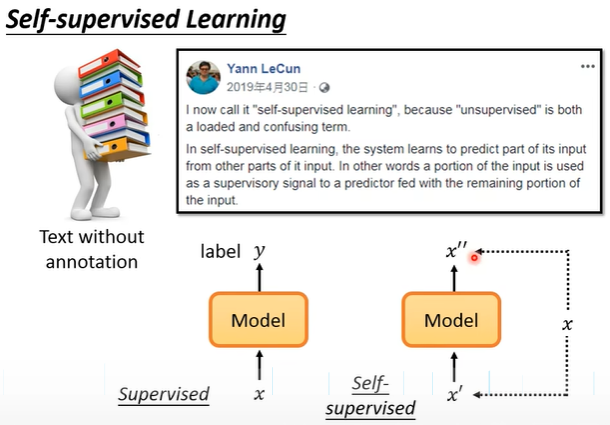 Self-supervised Learning
Yann LeCun
2019年4月30日 ·
I now call it "self-supervised learning", because "unsupervised" is both
a loaded and confusing term.
In self-supervised learning, the system learns to predict part of its input
from other parts of it input. In other words a portion of the input is used
as a supervisory signal to a predictor fed with the remaining portion of
the input.
Text without
annotation
label y
x''
Model
Model
x
Supervised
x
Self-
supervised
x'